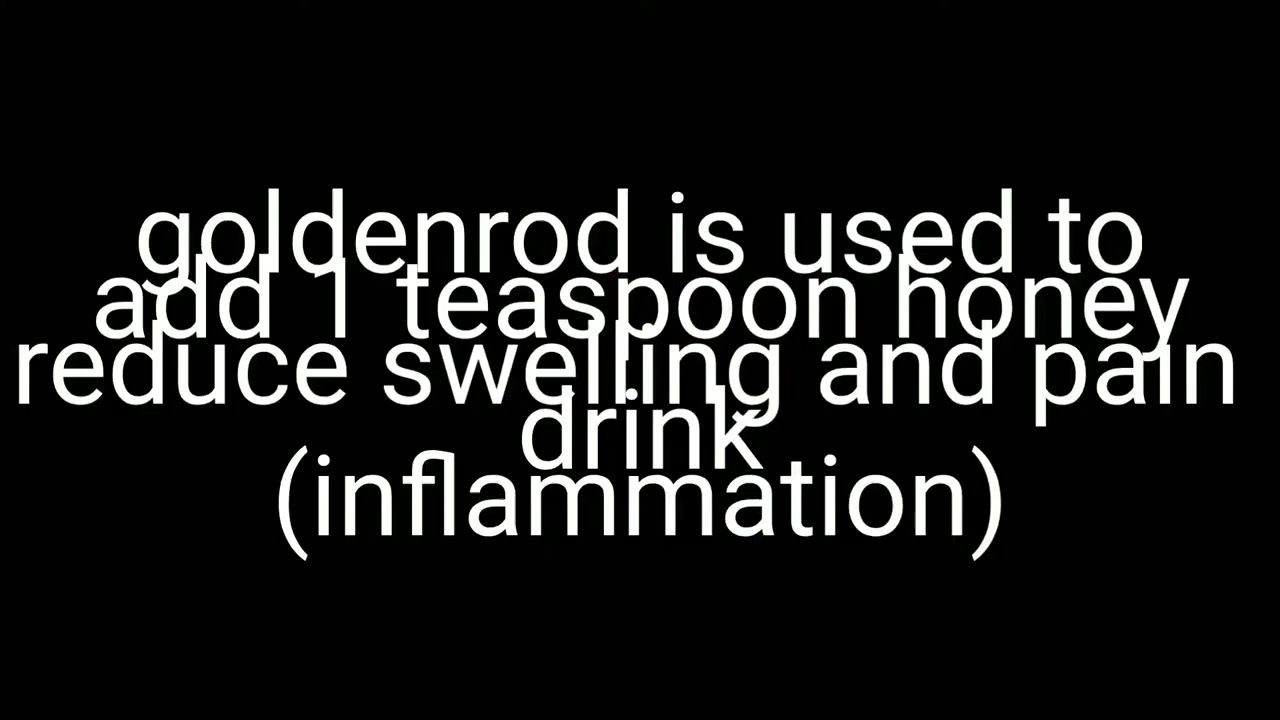 goldenrod is used to
add 1 teaspoon honey
reduce swelling and pain
drink
(inflammation)